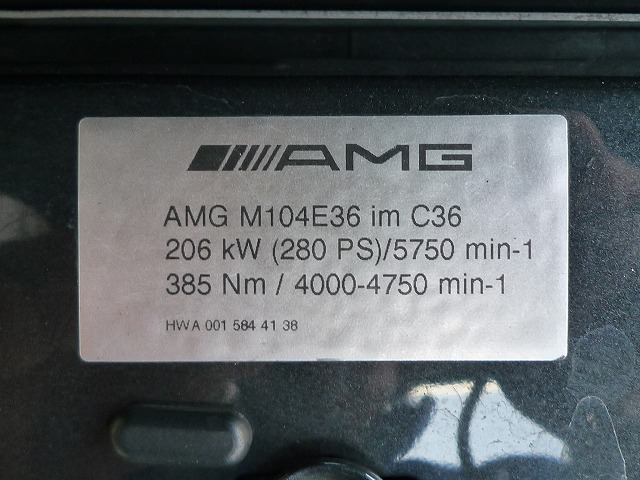 AMG
AMG M104E36 im C36
206 kW (280 PS)/5750 min-1
385 Nm / 4000-4750 min-1
HWA 001 584 41 38